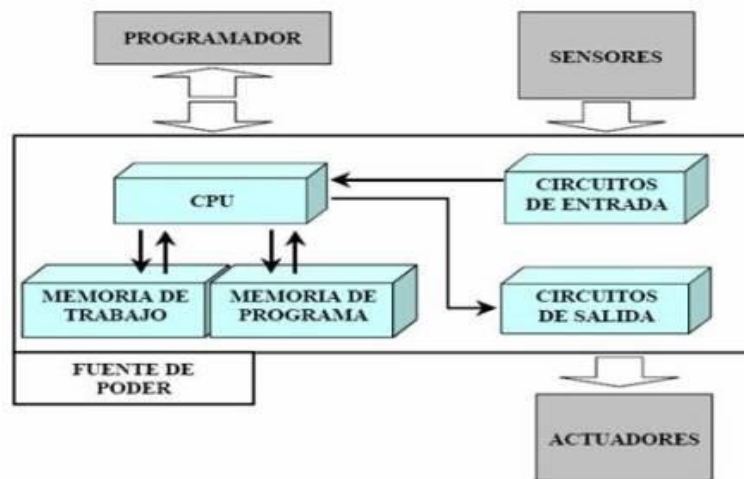 PROGRAMADOR
SENSORES
CPU
CIRCUITOS
DE ENTRADA
MEMORIA DE
TRABAJO
MEMORIA DE
PROGRAMA
CIRCUITOS
DE SALIDA
FUENTE DE
PODER
ACTUADORES